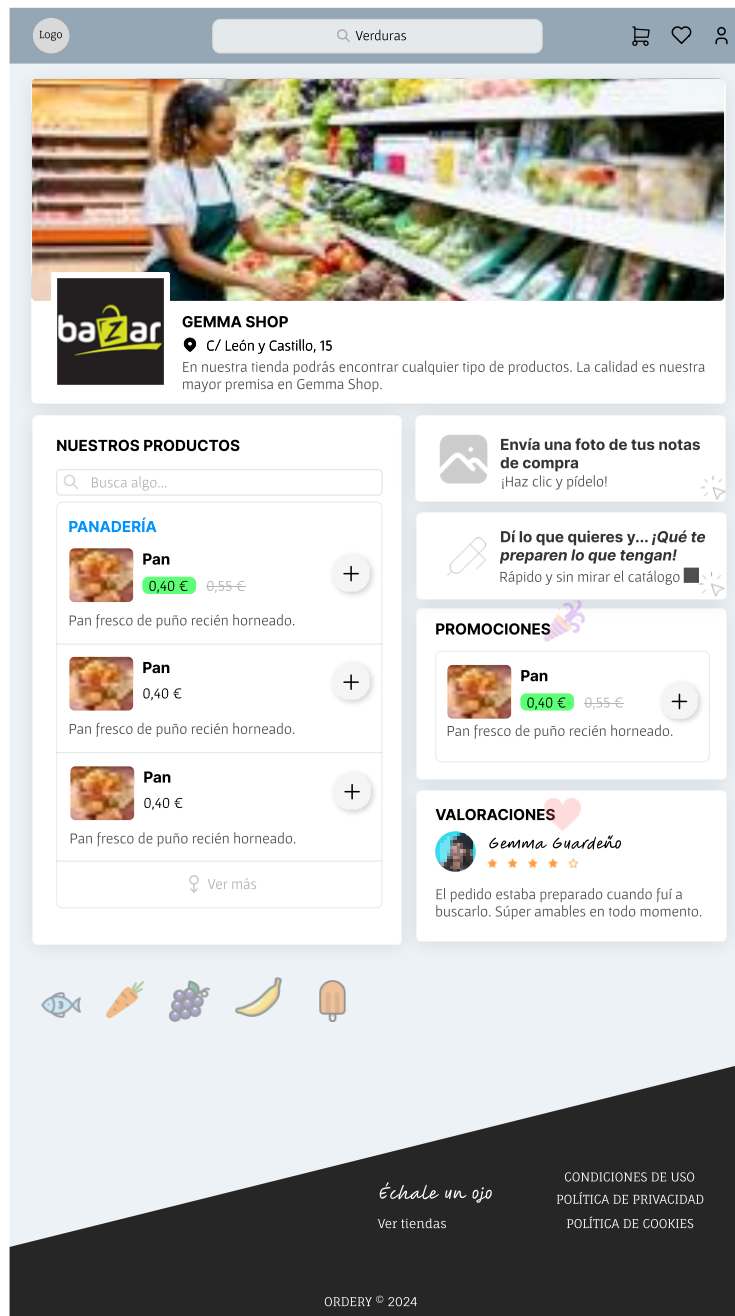 Logo
Verduras
bazar
GEMMA SHOP
C/ León y Castillo, 15
En nuestra tienda podrás encontrar cualquier tipo de productos. La calidad es nuestra
mayor premisa en Gemma Shop.
NUESTROS PRODUCTOS
Busca algo...
PANADERÍA
Pan
0,40 € 0,55 €
Pan fresco de puño recién horneado.
Pan
0,40 €
Pan fresco de puño recién horneado.
Pan
0,40 €
Pan fresco de puño recién horneado.
Ver más
Envía una foto de tus notas
de compra
¡Haz clic y pídelo!
Dí lo que quieres y... ¡Qué te
preparen lo que tengan!
Rápido y sin mirar el catálogo
PROMOCIONES
Pan
0,40 € 0,55 €
Pan fresco de puño recién horneado.
VALORACIONES
Gemma Guardeño
El pedido estaba preparado cuando fuí a
buscarlo. Súper amables en todo momento.
Échale un ojo
Ver tiendas
CONDICIONES DE USO
POLÍTICA DE PRIVACIDAD
POLÍTICA DE COOKIES
ORDERY © 2024